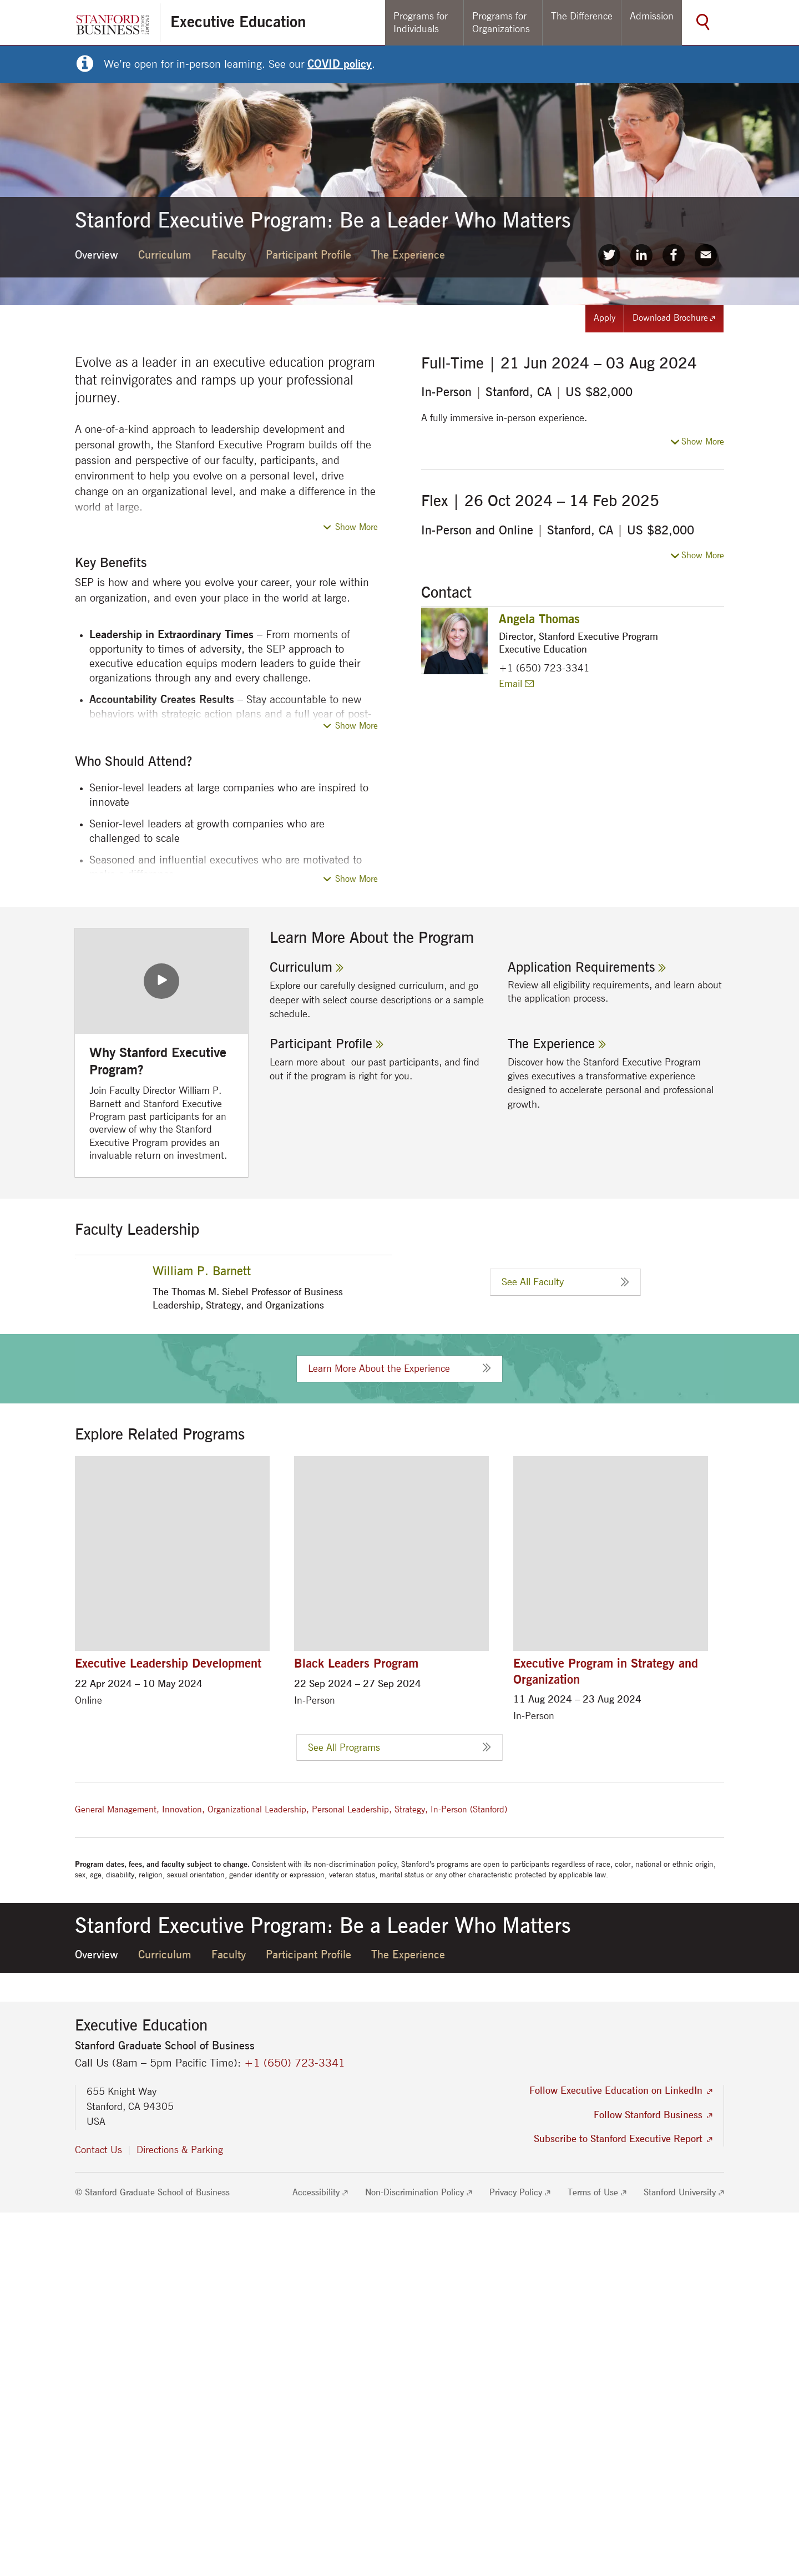 STANFORD
BUSINESS
Executive Education
Programs for
Individuals
Programs for
Organizations
The Difference
Admission
We're open for in-person learning. See our COVID policy.
Stanford Executive Program: Be a Leader Who Matters
Overview
Curriculum
Faculty
Participant Profile
The Experience
Apply
Download Brochure
Evolve as a leader in an executive education program
that reinvigorates and ramps up your professional
journey.
A one-of-a-kind approach to leadership development and
personal growth, the Stanford Executive Program builds off the
passion and perspective of our faculty, participants, and
environment to help you evolve on a personal level, drive
change on an organizational level, and make a difference in the
world at large.
Show More
Key Benefits
SEP is how and where you evolve your career, your role within
an organization, and even your place in the world at large.
• Leadership in Extraordinary Times – From moments of
opportunity to times of adversity, the SEP approach to
executive education equips modern leaders to guide their
organizations through any and every challenge.
• Accountability Creates Results – Stay accountable to new
behaviors with strategic action plans and a full year of post-
Show More
Who Should Attend?
• Senior-level leaders at large companies who are inspired to
innovate
• Senior-level leaders at growth companies who are
challenged to scale
• Seasoned and influential executives who are motivated to
Show More
Full-Time | 21 Jun 2024 – 03 Aug 2024
In-Person | Stanford, CA | US $82,000
A fully immersive in-person experience.
Show More
Flex | 26 Oct 2024 – 14 Feb 2025
In-Person and Online | Stanford, CA | US $82,000
Show More
Contact
Angela Thomas
Director, Stanford Executive Program
Executive Education
+1 (650) 723-3341
Email
Why Stanford Executive
Program?
Join Faculty Director William P.
Barnett and Stanford Executive
Program past participants for an
overview of why the Stanford
Executive Program provides an
invaluable return on investment.
Learn More About the Program
Curriculum
Explore our carefully designed curriculum, and go
deeper with select course descriptions or a sample
schedule.
Application Requirements
Review all eligibility requirements, and learn about
the application process.
Participant Profile
Learn more about  our past participants, and find
out if the program is right for you.
The Experience
Discover how the Stanford Executive Program
gives executives a transformative experience
designed to accelerate personal and professional
growth.
Faculty Leadership
William P. Barnett
The Thomas M. Siebel Professor of Business
Leadership, Strategy, and Organizations
See All Faculty
Learn More About the Experience
Explore Related Programs
Executive Leadership Development
22 Apr 2024 – 10 May 2024
Online
Black Leaders Program
22 Sep 2024 – 27 Sep 2024
In-Person
Executive Program in Strategy and
Organization
11 Aug 2024 – 23 Aug 2024
In-Person
See All Programs
General Management, Innovation, Organizational Leadership, Personal Leadership, Strategy, In-Person (Stanford)
Program dates, fees, and faculty subject to change. Consistent with its non-discrimination policy, Stanford's programs are open to participants regardless of race, color, national or ethnic origin,
sex, age, disability, religion, sexual orientation, gender identity or expression, veteran status, marital status or any other characteristic protected by applicable law.
Stanford Executive Program: Be a Leader Who Matters
Overview
Curriculum
Faculty
Participant Profile
The Experience
Executive Education
Stanford Graduate School of Business
Call Us (8am – 5pm Pacific Time): +1 (650) 723-3341
655 Knight Way
Stanford, CA 94305
USA
Contact Us | Directions & Parking
Follow Executive Education on LinkedIn
Follow Stanford Business
Subscribe to Stanford Executive Report
© Stanford Graduate School of Business
Accessibility
Non-Discrimination Policy
Privacy Policy
Terms of Use
Stanford University